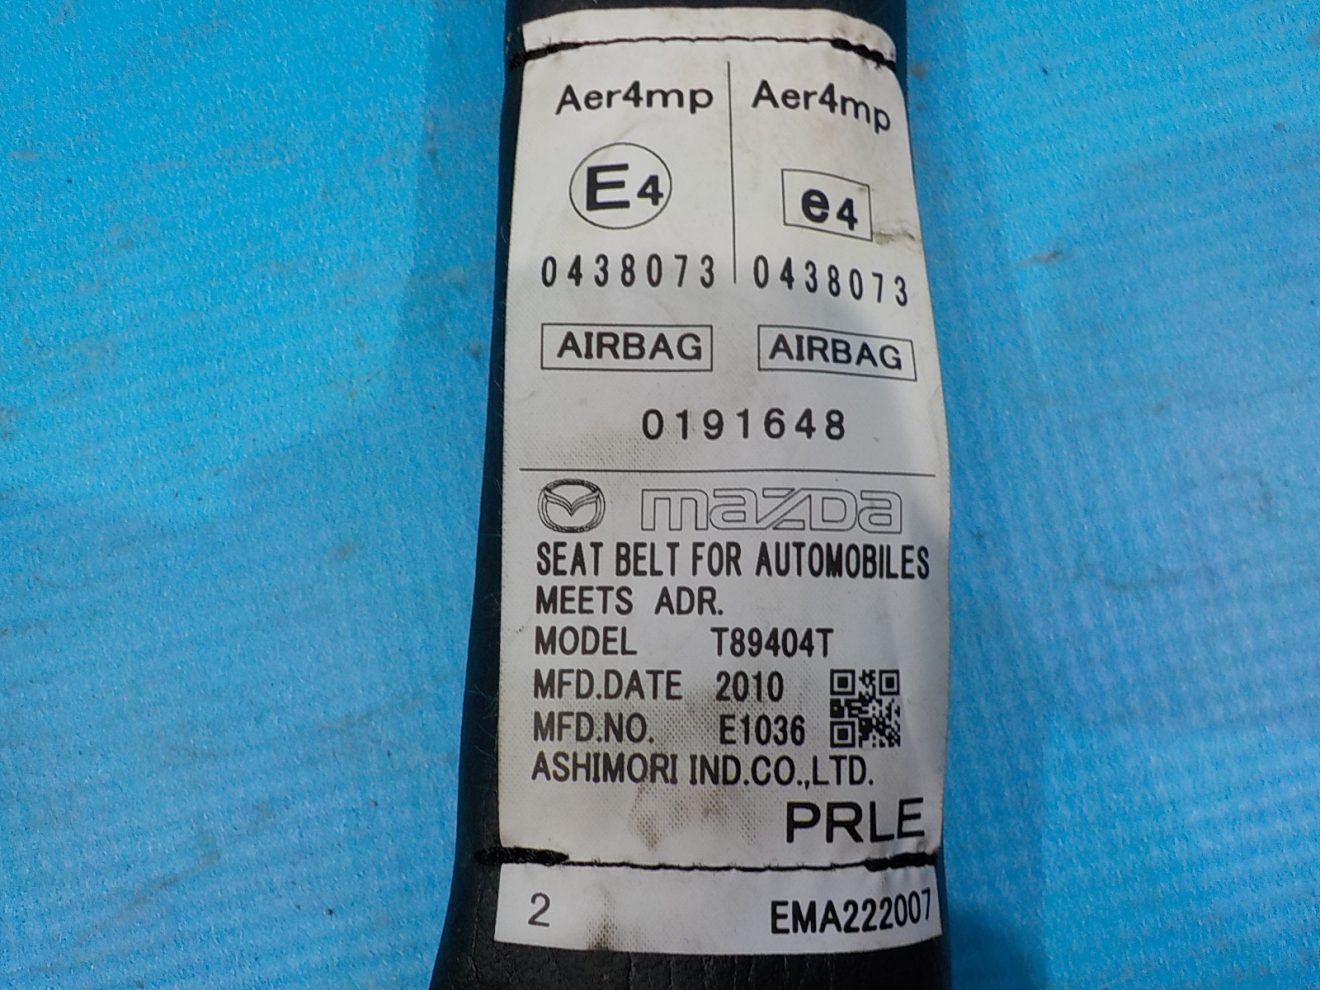 Aer4mp Aer4mp
E4 e4
0438073 0438073
AIRBAG AIRBAG
0191648
mazda
SEAT BELT FOR AUTOMOBILES
MEETS ADR.
MODEL T89404T
MFD.DATE 2010
MFD.NO. E1036
ASHIMORI IND.CO.,LTD.
PRLE
2 EMA222007